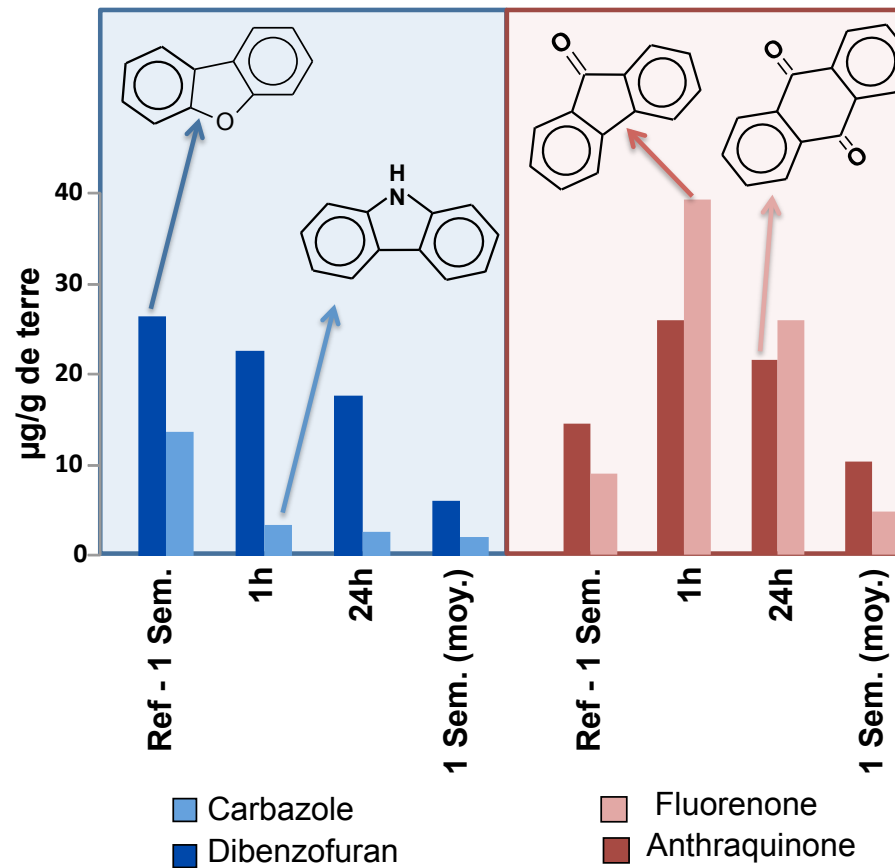 O
O
O
O
H
N
40
30
20
10
0
µg/g de terre
Ref - 1 Sem.
1h
24h
1 Sem. (moy.)
Ref - 1 Sem.
1h
24h
1 Sem. (moy.)
Carbazole
Dibenzofuran
Fluorenone
Anthraquinone